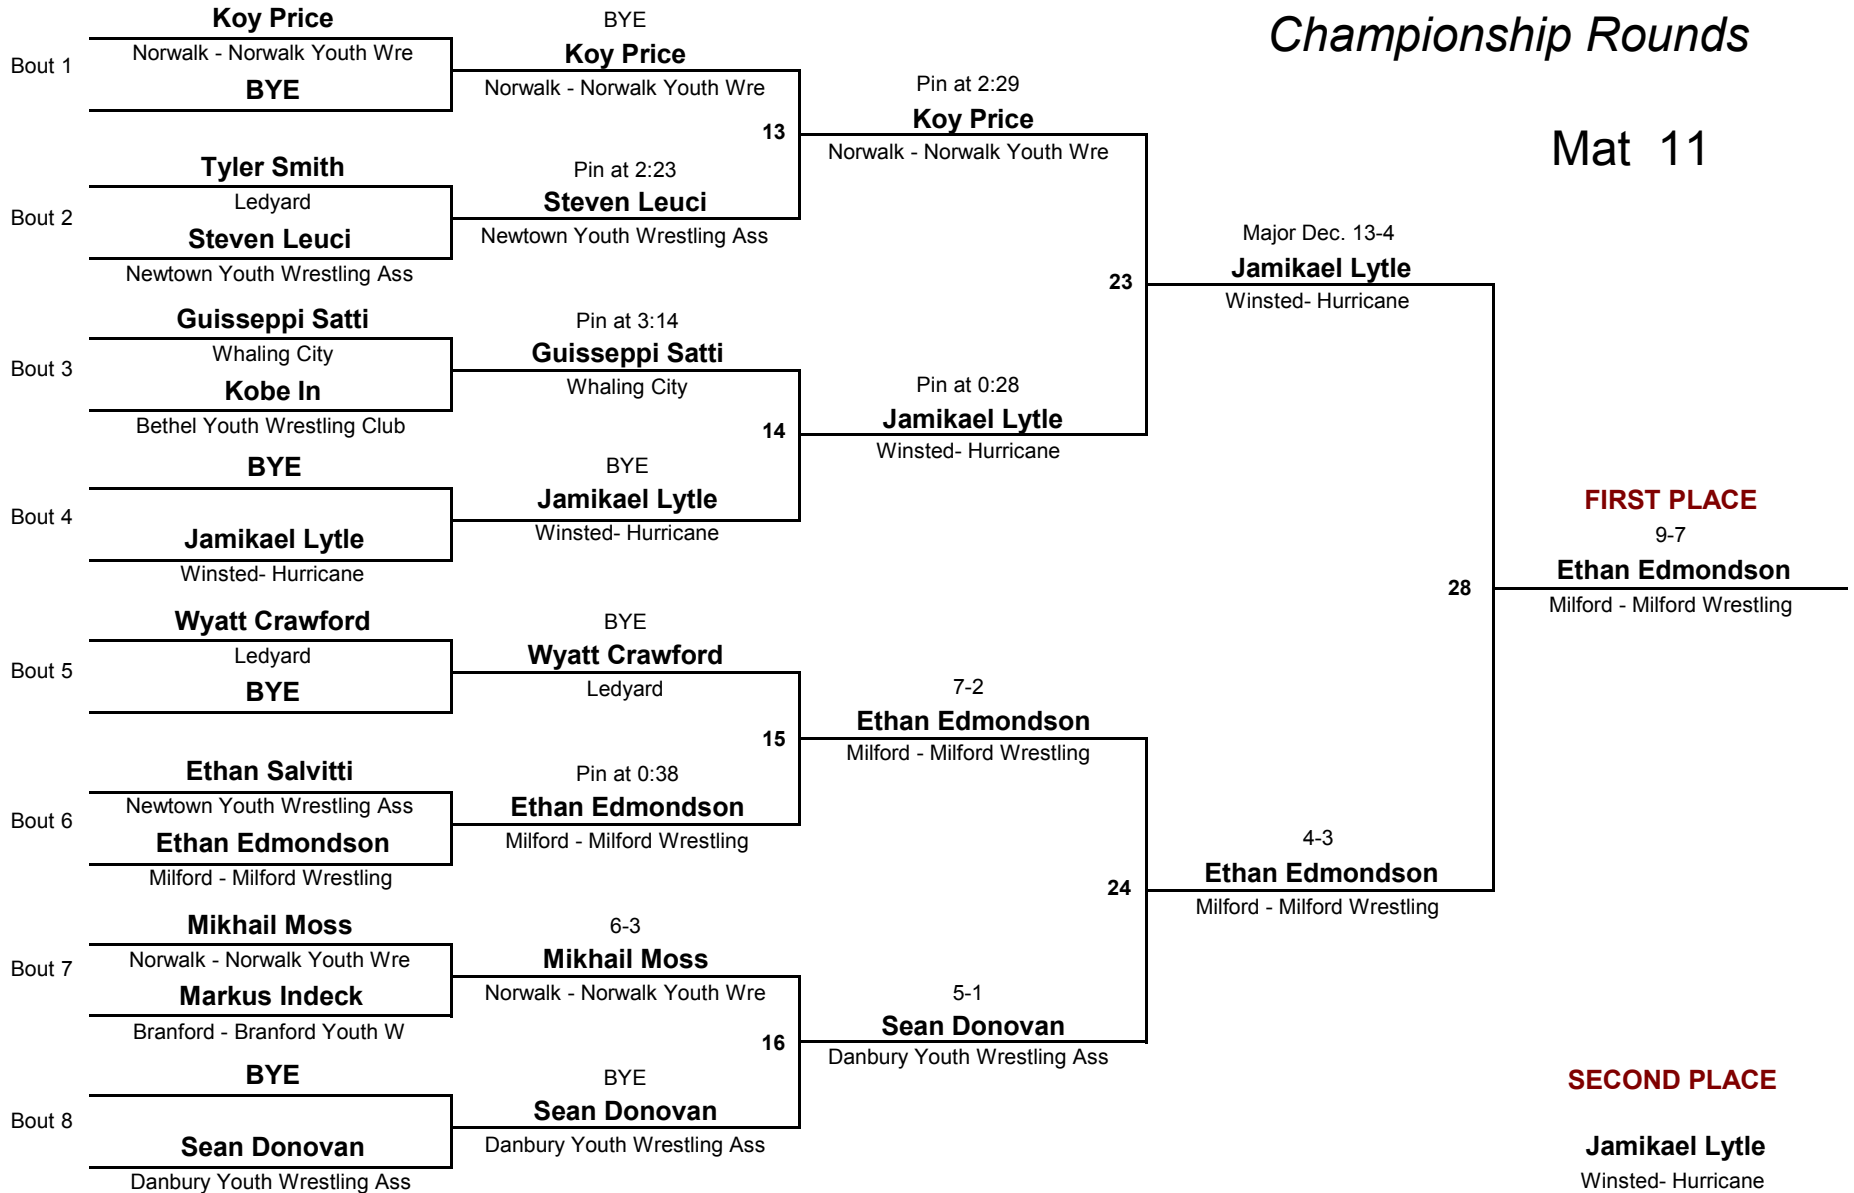 Championship Rounds
Mat 11
Koy Price
Bout 1
Norwalk - Norwalk Youth Wre
BYE
Tyler Smith
Bout 2
Ledyard
Steven Leuci
Newtown Youth Wrestling Ass
Guisseppi Satti
Bout 3
Whaling City
Kobe In
Bethel Youth Wrestling Club
BYE
Bout 4
Jamikael Lytle
Winsted- Hurricane
Wyatt Crawford
Bout 5
Ledyard
BYE
Ethan Salvitti
Bout 6
Newtown Youth Wrestling Ass
Ethan Edmondson
Milford - Milford Wrestling
Mikhail Moss
Bout 7
Norwalk - Norwalk Youth Wre
Markus Indeck
Branford - Branford Youth W
BYE
Bout 8
Sean Donovan
Danbury Youth Wrestling Ass
BYE
Koy Price
Norwalk - Norwalk Youth Wre
13
Pin at 2:23
Steven Leuci
Newtown Youth Wrestling Ass
Pin at 3:14
Guisseppi Satti
Whaling City
14
BYE
Jamikael Lytle
Winsted- Hurricane
BYE
Wyatt Crawford
Ledyard
15
Pin at 0:38
Ethan Edmondson
Milford - Milford Wrestling
6-3
Mikhail Moss
Norwalk - Norwalk Youth Wre
16
BYE
Sean Donovan
Danbury Youth Wrestling Ass
Pin at 2:29
Koy Price
Norwalk - Norwalk Youth Wre
23
Pin at 0:28
Jamikael Lytle
Winsted- Hurricane
7-2
Ethan Edmondson
Milford - Milford Wrestling
24
5-1
Sean Donovan
Danbury Youth Wrestling Ass
Major Dec. 13-4
Jamikael Lytle
Winsted- Hurricane
28
4-3
Ethan Edmondson
Milford - Milford Wrestling
FIRST PLACE
9-7
Ethan Edmondson
Milford - Milford Wrestling
SECOND PLACE
Jamikael Lytle
Winsted- Hurricane